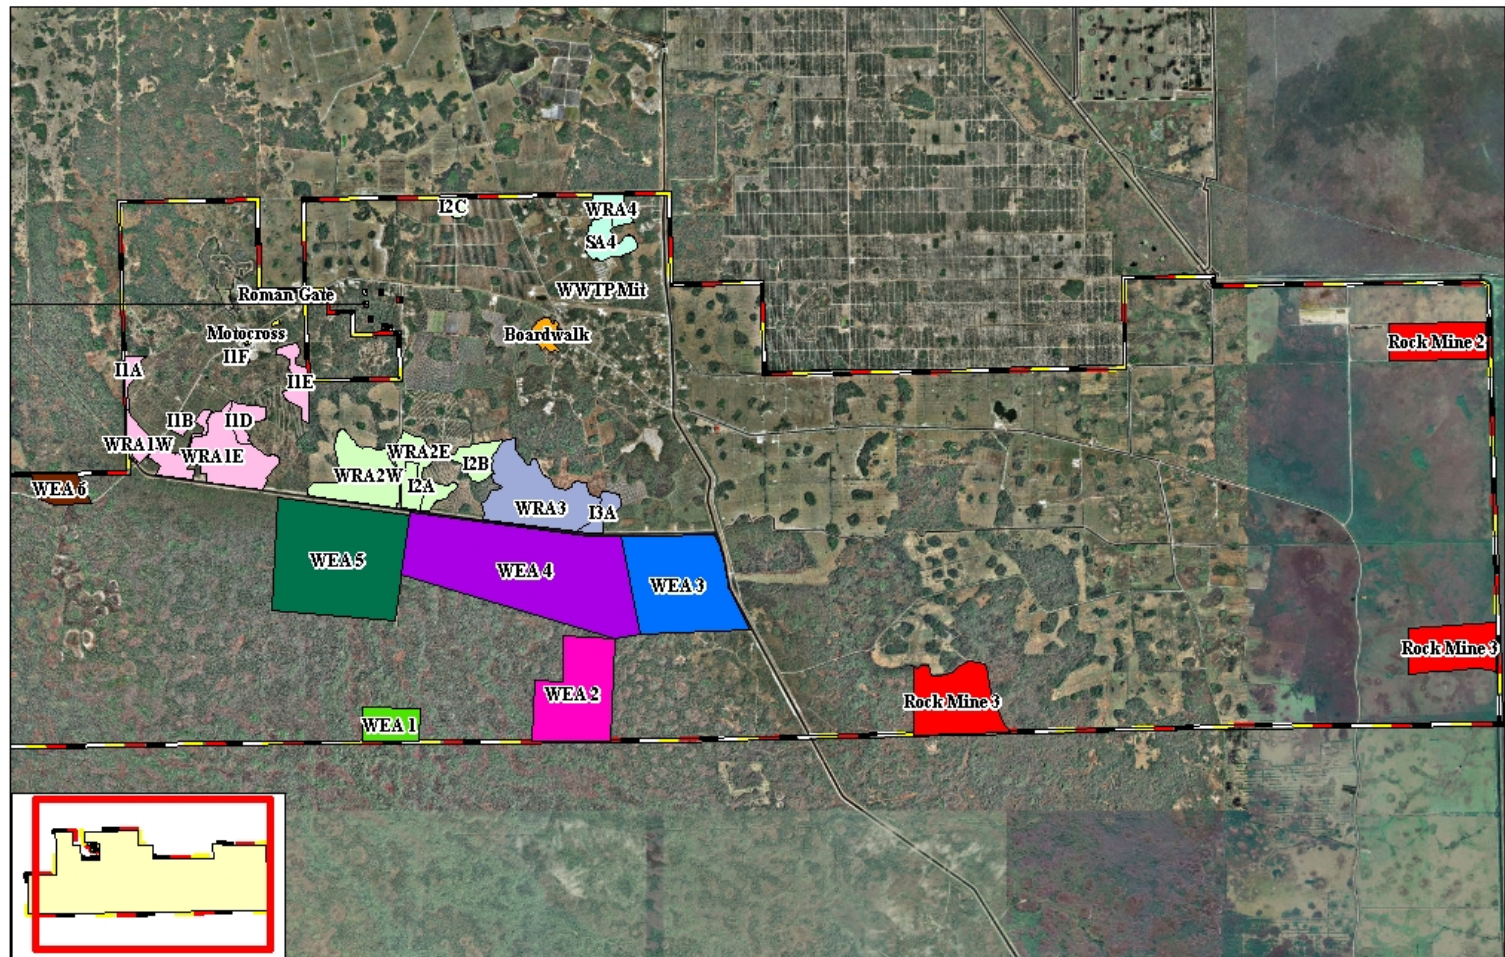 I2C
WRA4
SA4
Roman Gate
WWTP Mit
Motocross
Boardwalk
I1F
Rock Mine 2
I1A
I1E
I1B
I1D
WRA1W
WRA1E
WRA2E
WRA2W
I2B
I2A
WEA 6
WRA3
I3A
WEA 5
WEA 4
WEA 3
Rock Mine 3
WEA 2
Rock Mine 3
WEA 1